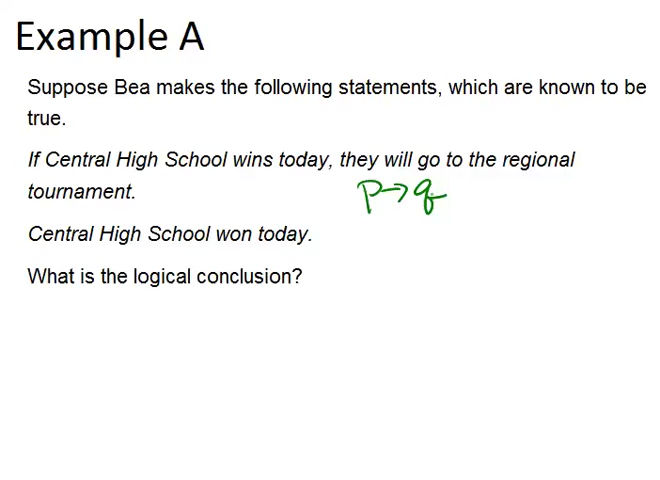 Example A
Suppose Bea makes the following statements, which are known to be
true.
If Central High School wins today, they will go to the regional
tournament.
P→q
Central High School won today.
What is the logical conclusion?